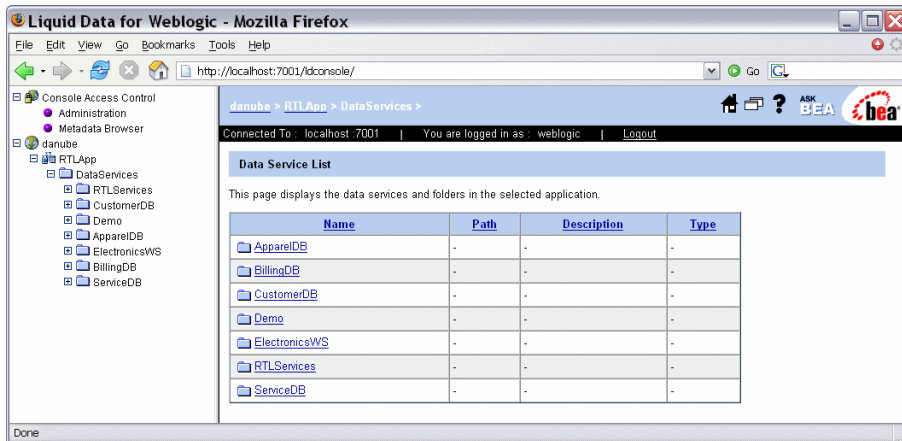 Liquid Data for Weblogic - Mozilla Firefox
File Edit View Go Bookmarks Tools Help
http://localhost:7001/ldconsole/ Go
Console Access Control
Administration
Metadata Browser
danube
RTLApp
DataServices
RTLServices
CustomerDB
Demo
ApparelDB
ElectronicsWS
BillingDB
ServiceDB
danube > RTLApp > DataServices >
? ASK BEA bea
Connected To : localhost :7001 | You are logged in as : weblogic | Logout
Data Service List
This page displays the data services and folders in the selected application.
Name Path Description Type
ApparelDB - - -
BillingDB - - -
CustomerDB - - -
Demo - - -
ElectronicsWS - - -
RTLServices - - -
ServiceDB - - -
Done